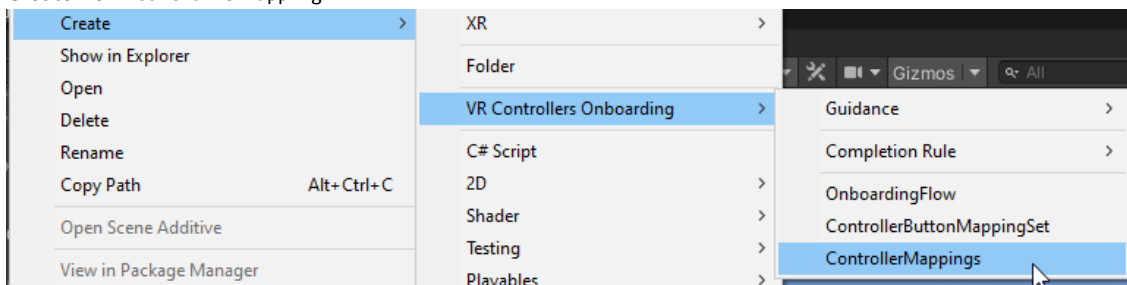 Create
Show in Explorer
Open
Delete
Rename
Copy Path Alt+Ctrl+C
Open Scene Additive
View in Package Manager
XR
Folder
VR Controllers Onboarding
C# Script
2D
Shader
Testing
Playables
Gizmos
All
Guidance
Completion Rule
OnboardingFlow
ControllerButtonMappingSet
ControllerMappings